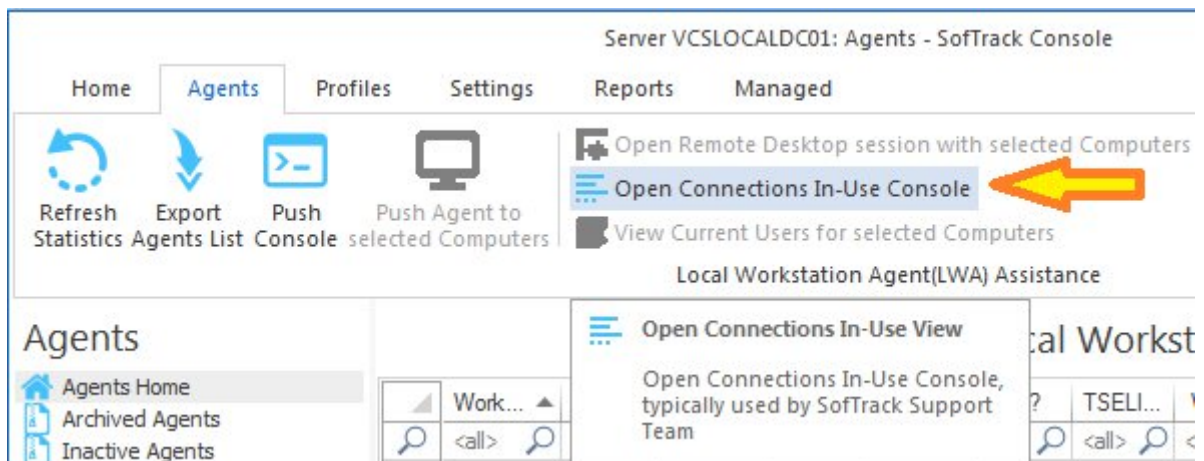 Server VCSLOCALDC01: Agents - SofTrack Console
Home Agents Profiles Settings Reports Managed
Refresh Statistics
Export Agents List
Push Console
Push Agent to selected Computers
Open Remote Desktop session with selected Computers
Open Connections In-Use Console
View Current Users for selected Computers
Local Workstation Agent(LWA) Assistance
Agents
Agents Home
Archived Agents
Inactive Agents
Open Connections In-Use View
Open Connections In-Use Console,
typically used by SofTrack Support
Team
cal Workst
Work... ? TSELI...
<all> <all>